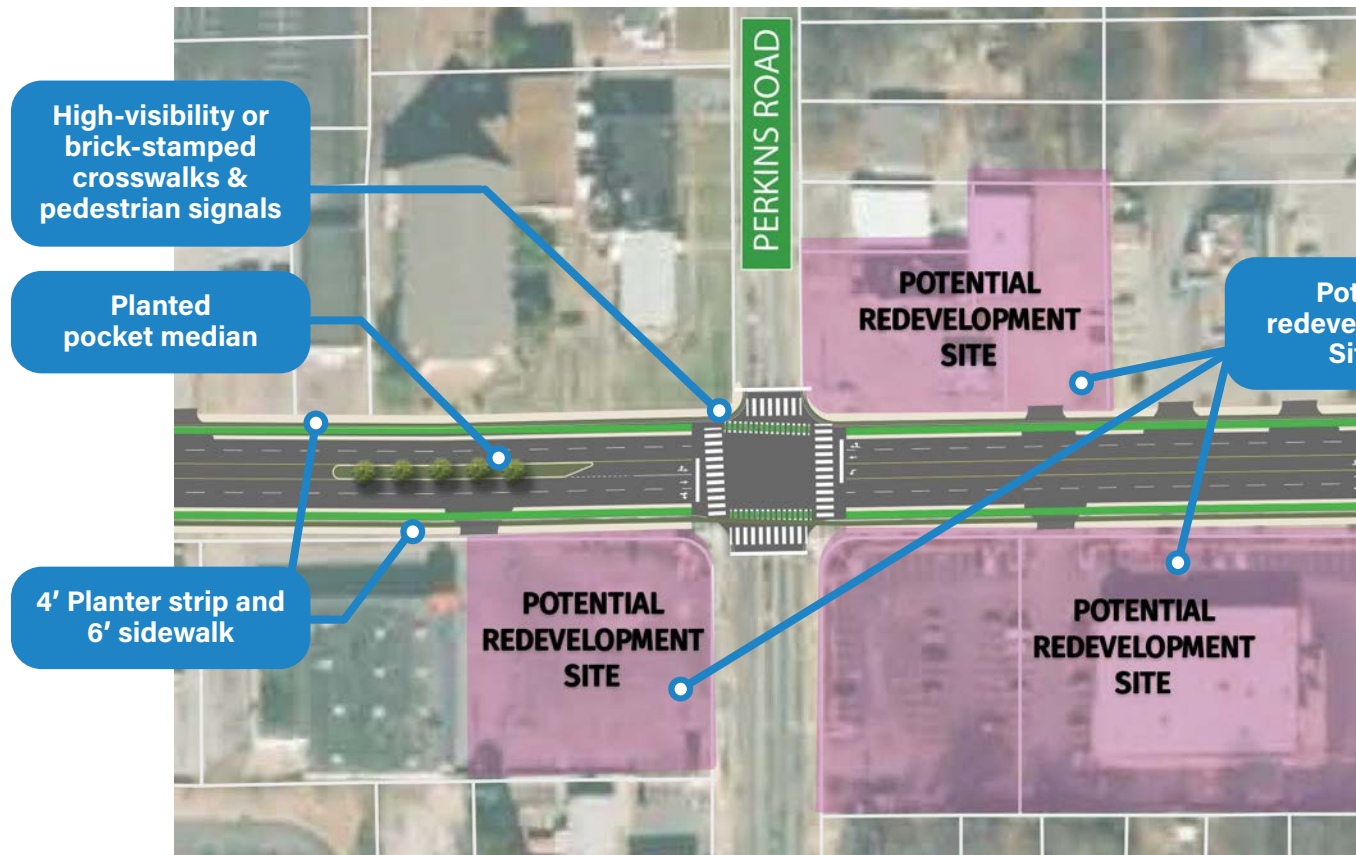 High-visibility or
brick-stamped
crosswalks &
pedestrian signals
Planted
pocket median
4' Planter strip and
6' sidewalk
PERKINS ROAD
POTENTIAL
REDEVELOPMENT
SITE
POTENTIAL
REDEVELOPMENT
SITE
POTENTIAL
REDEVELOPMENT
SITE